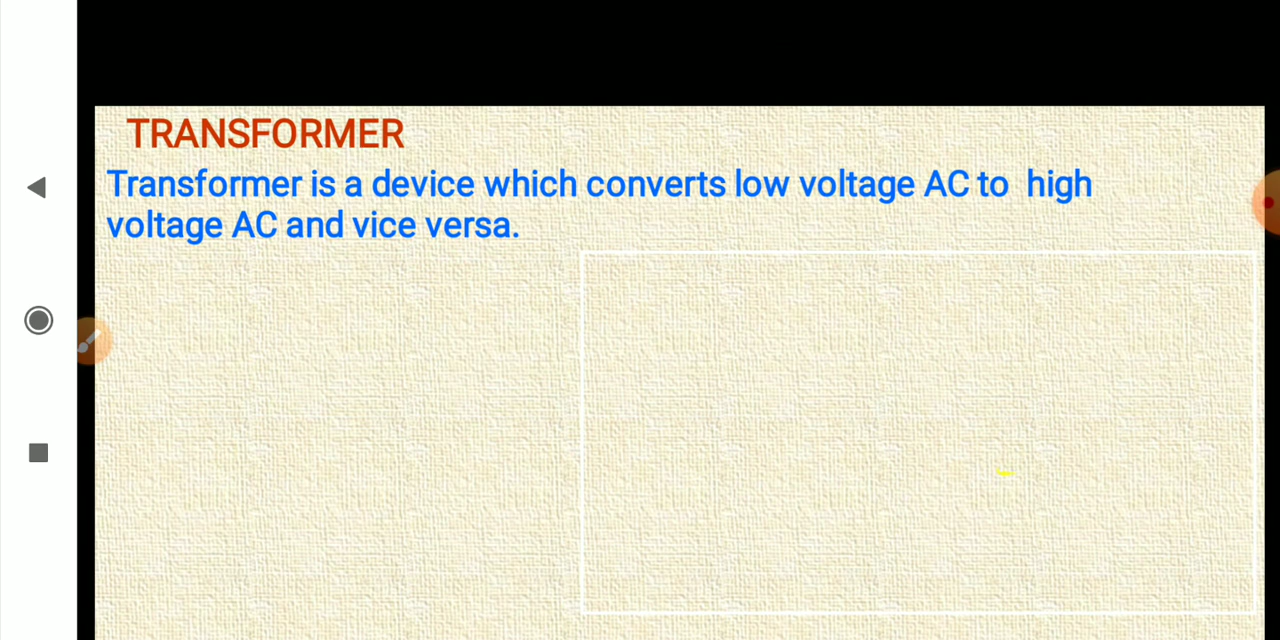 TRANSFORMER
Transformer is a device which converts low voltage AC to high
voltage AC and vice versa.